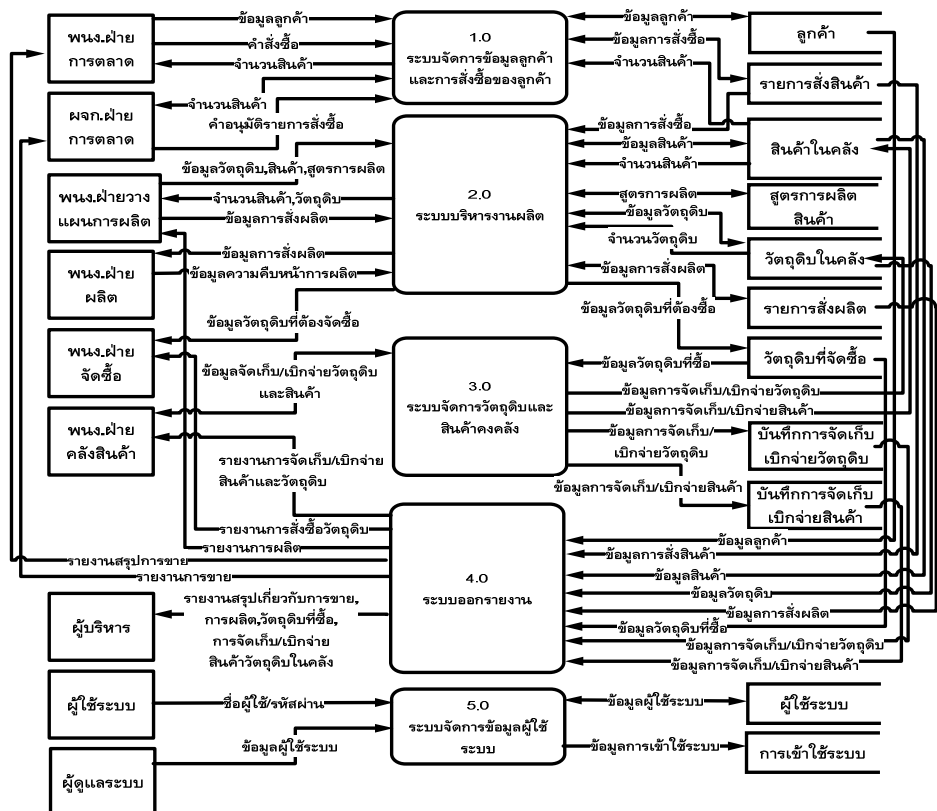 พนง.ฝ่าย
การตลาด
ข้อมูลลูกค้า
คำสั่งซื้อ
จำนวนสินค้า
1.0
ระบบจัดการข้อมูลลูกค้า
และการสั่งซื้อของลูกค้า
ข้อมูลลูกค้า
ข้อมูลการสั่งซื้อ
จำนวนสินค้า
ลูกค้า
รายการสั่งสินค้า
ผจก.ฝ่าย
การตลาด
จำนวนสินค้า
คำอนุมัติรายการสั่งซื้อ
ข้อมูลการสั่งซื้อ
ข้อมูลสินค้า
จำนวนสินค้า
สินค้าในคลัง
พนง.ฝ่ายวาง
แผนการผลิต
ข้อมูลวัตถุดิบ,สินค้า,สูตรการผลิต
จำนวนสินค้า,วัตถุดิบ
ข้อมูลการสั่งผลิต
2.0
ระบบบริหารงานผลิต
สูตรการผลิต
ข้อมูลวัตถุดิบ
จำนวนวัตถุดิบ
ข้อมูลการสั่งผลิต
สูตรการผลิต
สินค้า
วัตถุดิบในคลัง
พนง.ฝ่าย
ผลิต
ข้อมูลการสั่งผลิต
ข้อมูลความคืบหน้าการผลิต
รายการสั่งผลิต
ข้อมูลวัตถุดิบที่ต้องจัดซื้อ
ข้อมูลวัตถุดิบที่ต้องซื้อ
พนง.ฝ่าย
จัดซื้อ
ข้อมูลจัดเก็บ/เบิกจ่ายวัตถุดิบ
และสินค้า
3.0
ระบบจัดการวัตถุดิบและ
สินค้าคงคลัง
ข้อมูลวัตถุดิบที่ซื้อ
วัตถุดิบที่จัดซื้อ
ข้อมูลการจัดเก็บ/เบิกจ่ายวัตถุดิบ
ข้อมูลการจัดเก็บ/เบิกจ่ายสินค้า
ข้อมูลการจัดเก็บ/
เบิกจ่ายวัตถุดิบ
บันทึกการจัดเก็บ
เบิกจ่ายวัตถุดิบ
พนง.ฝ่าย
คลังสินค้า
รายงานการจัดเก็บ/เบิกจ่าย
สินค้าและวัตถุดิบ
ข้อมูลการจัดเก็บ/เบิกจ่ายสินค้า
บันทึกการจัดเก็บ
เบิกจ่ายสินค้า
รายงานการสั่งซื้อวัตถุดิบ
รายงานการผลิต
รายงานสรุปการขาย
รายงานการขาย
4.0
ระบบออกรายงาน
ข้อมูลลูกค้า
ข้อมูลการสั่งสินค้า
ข้อมูลสินค้า
ข้อมูลวัตถุดิบ
ข้อมูลการสั่งผลิต
ข้อมูลวัตถุดิบที่ซื้อ
ข้อมูลการจัดเก็บ/เบิกจ่ายวัตถุดิบ
ข้อมูลการจัดเก็บ/เบิกจ่ายสินค้า
ผู้บริหาร
รายงานสรุปเกี่ยวกับการขาย,
การผลิต,วัตถุดิบที่ซื้อ,
การจัดเก็บ/เบิกจ่าย
สินค้าวัตถุดิบในคลัง
ผู้ใช้ระบบ
ชื่อผู้ใช้/รหัสผ่าน
5.0
ระบบจัดการข้อมูลผู้ใช้
ระบบ
ข้อมูลผู้ใช้ระบบ
ผู้ใช้ระบบ
ข้อมูลผู้ใช้ระบบ
ข้อมูลการเข้าใช้ระบบ
การเข้าใช้ระบบ
ผู้ดูแลระบบ